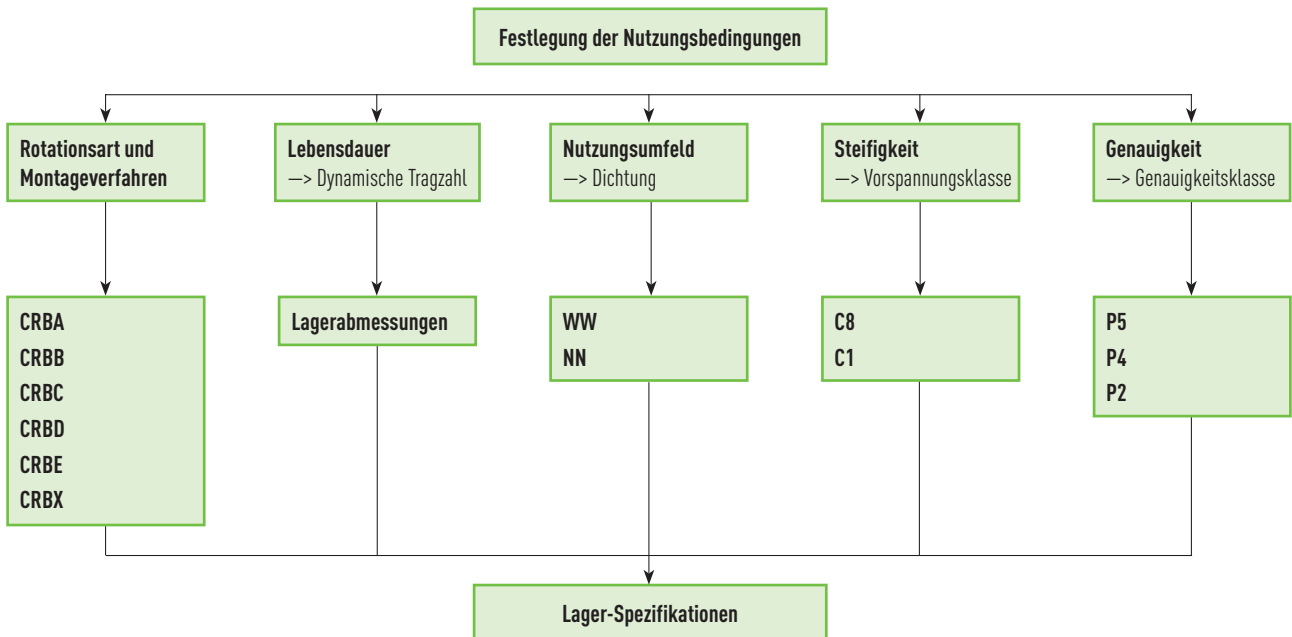 Festlegung der Nutzungsbedingungen
Rotationsart und
Montageverfahren
Lebensdauer
—> Dynamische Tragzahl
Nutzungsumfeld
—> Dichtung
Steifigkeit
—> Vorspannungsklasse
Genauigkeit
—> Genauigkeitsklasse
CRBA
CRBB
CRBC
CRBD
CRBE
CRBX
Lagerabmessungen
WW
NN
C8
C1
P5
P4
P2
Lager-Spezifikationen